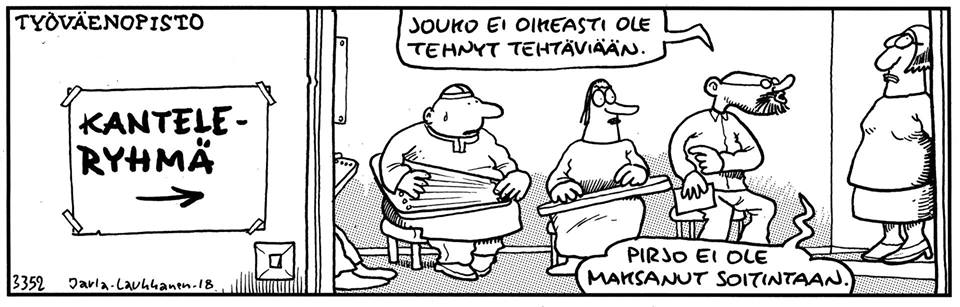 TYÖVÄENOPISTO
KANTELE-
RYHMÄ
3352 Jarla-Laukkanen-18
JOUKO EI OIKEASTI OLE
TEHNYT TEHTÄVIÄÄN.
PIRJO EI OLE
MAKSANUT SOITINTAAN.